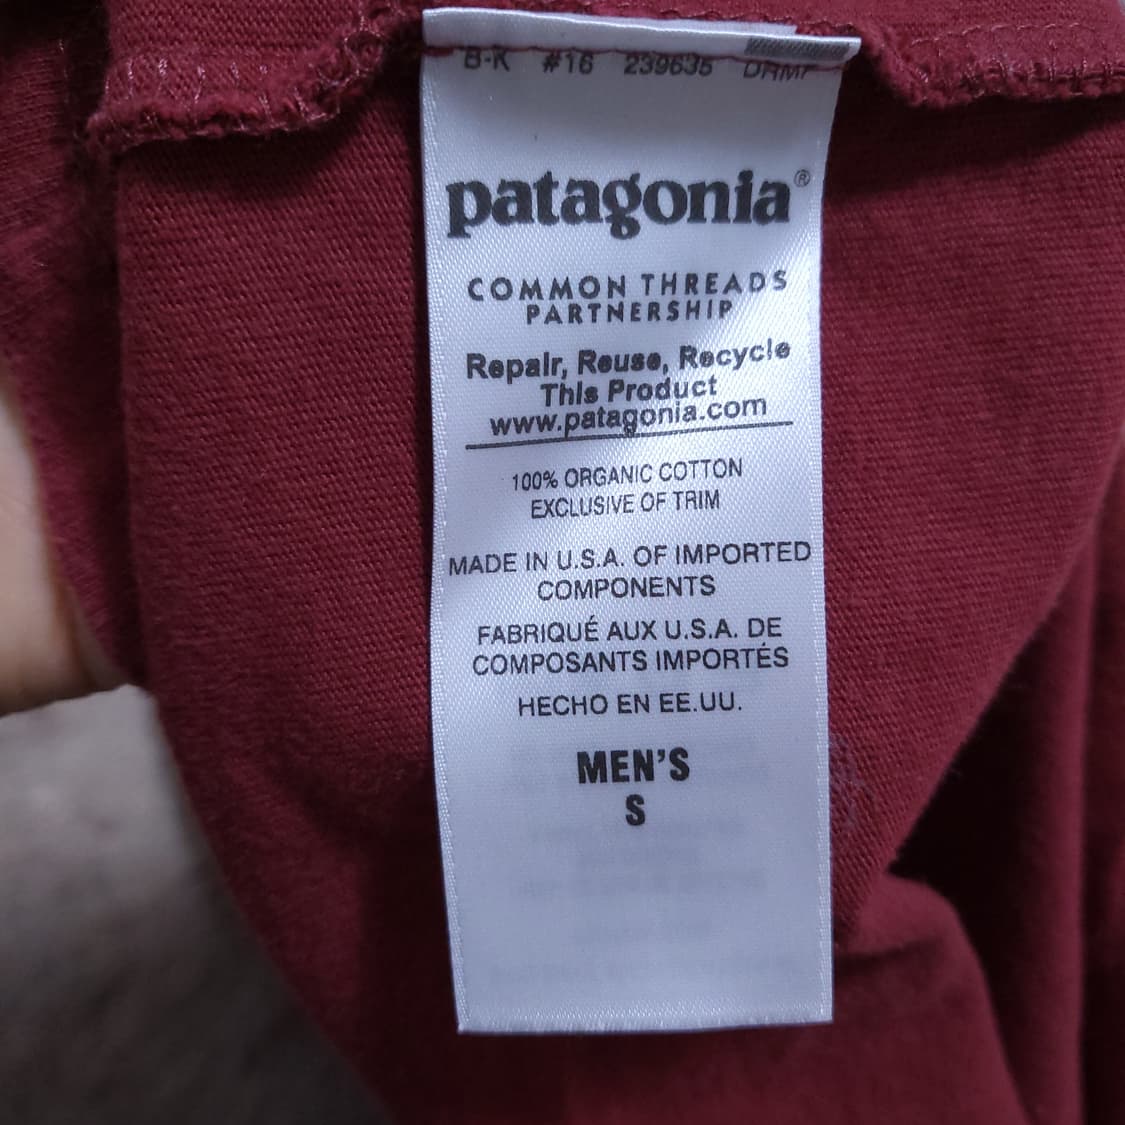 B-K #16 239635
patagonia®
COMMON THREADS
PARTNERSHIP
Repair, Reuse, Recycle
This Product
www.patagonia.com
100% ORGANIC COTTON
EXCLUSIVE OF TRIM
MADE IN U.S.A. OF IMPORTED
COMPONENTS
FABRIQUÉ AUX U.S.A. DE
COMPOSANTS IMPORTÉS
HECHO EN EE.UU.
MEN'S
S